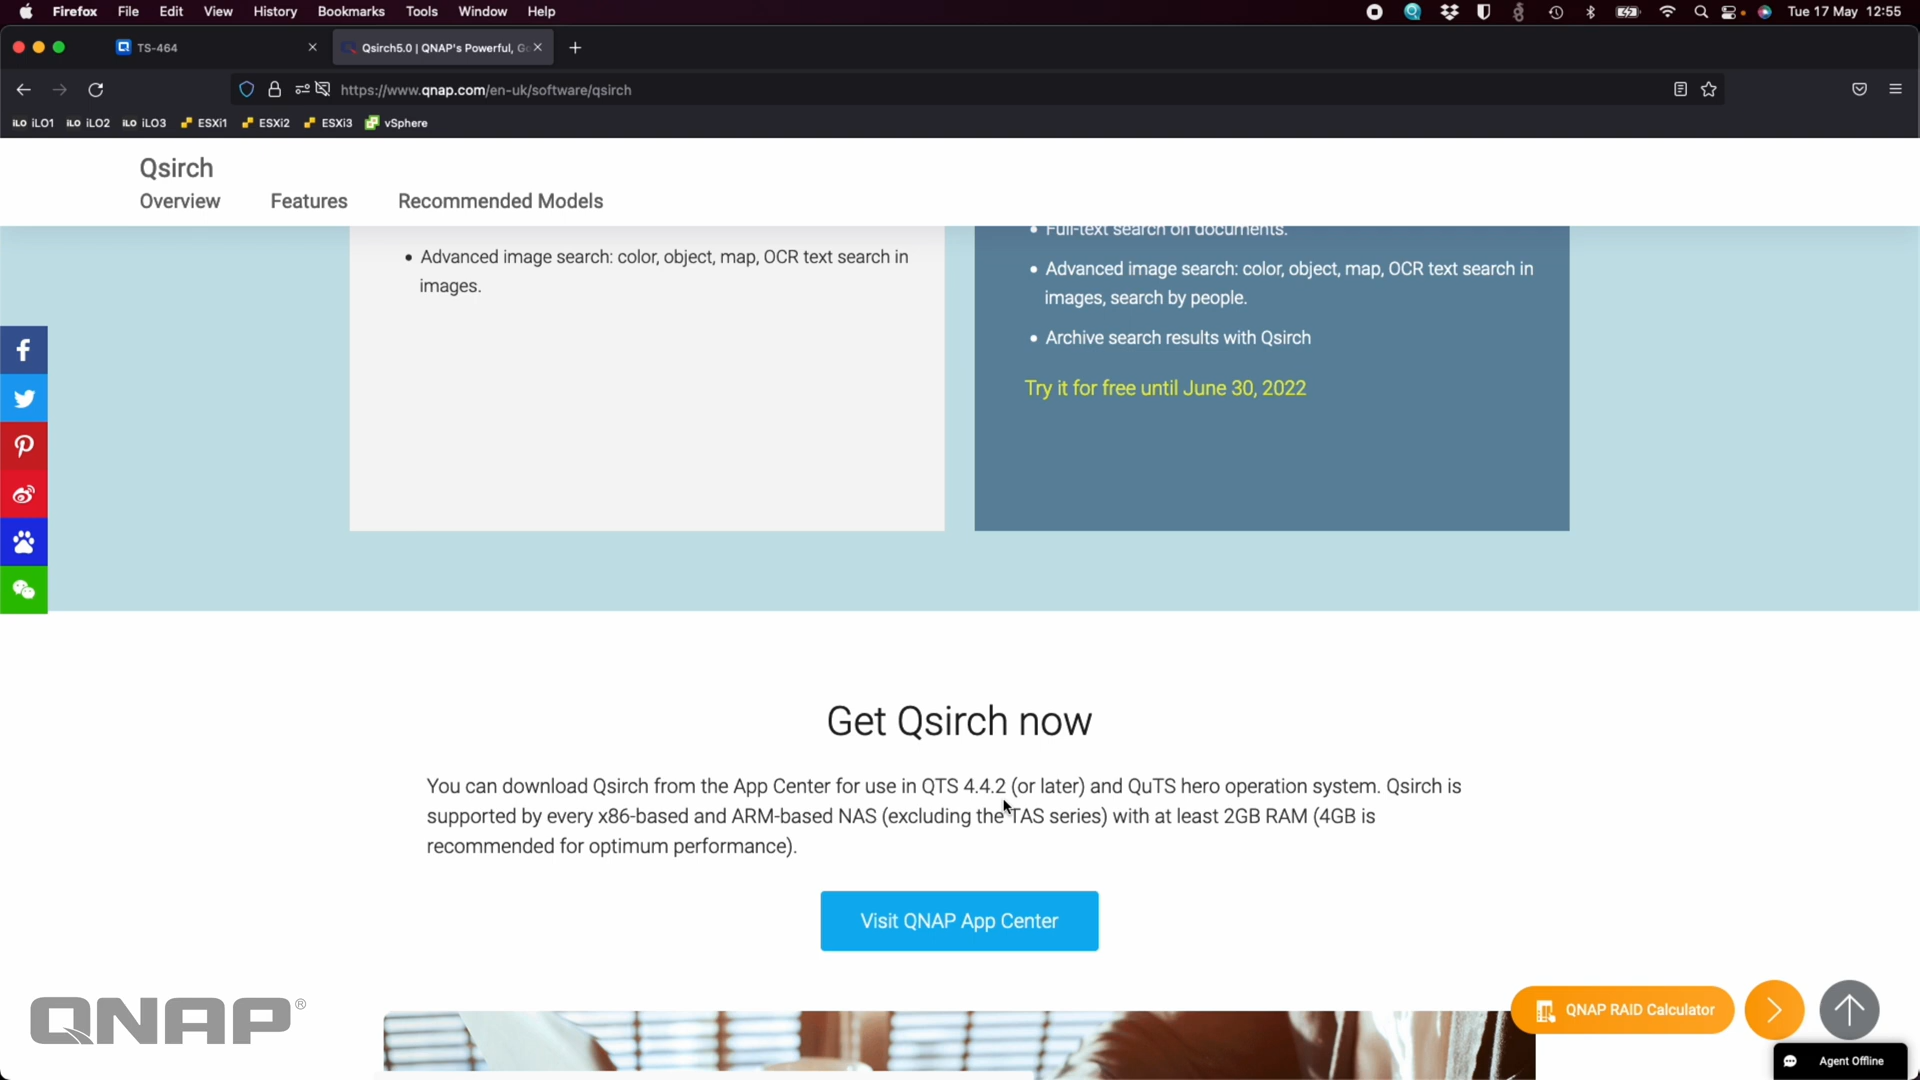 Firefox File Edit View History Bookmarks Tools Window Help
Tue 17 May 12:55
TS-464
Qsirch5.0 | QNAP's Powerful, Go
https://www.qnap.com/en-uk/software/qsirch
iLO iLO1 iLO iLO2 iLO iLO3 ESXi1 ESXi2 ESXi3 vSphere
Qsirch
Overview Features Recommended Models
• Advanced image search: color, object, map, OCR text search in
images.
• Full-text search on documents.
• Advanced image search: color, object, map, OCR text search in
images, search by people.
• Archive search results with Qsirch
Try it for free until June 30, 2022
Get Qsirch now
You can download Qsirch from the App Center for use in QTS 4.4.2 (or later) and QuTS hero operation system. Qsirch is
supported by every x86-based and ARM-based NAS (excluding the TAS series) with at least 2GB RAM (4GB is
recommended for optimum performance).
Visit QNAP App Center
QNAP®
QNAP RAID Calculator
Agent Offline